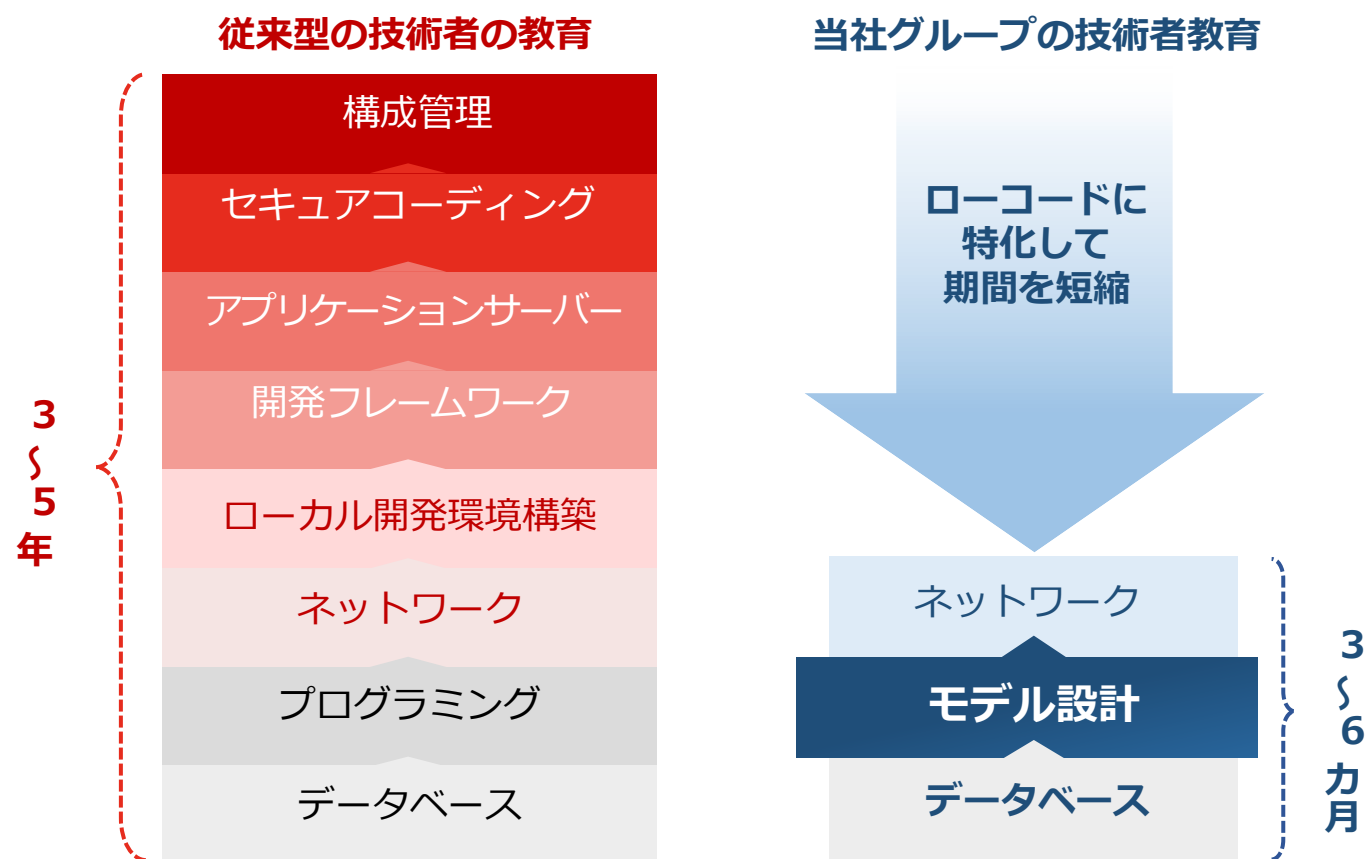 従来型の技術者の教育
構成管理
セキュアコーディング
アプリケーションサーバー
開発フレームワーク
ローカル開発環境構築
ネットワーク
プログラミング
データベース
3～5年
当社グループの技術者教育
ローコードに
特化して
期間を短縮
ネットワーク
モデル設計
データベース
3～6カ月